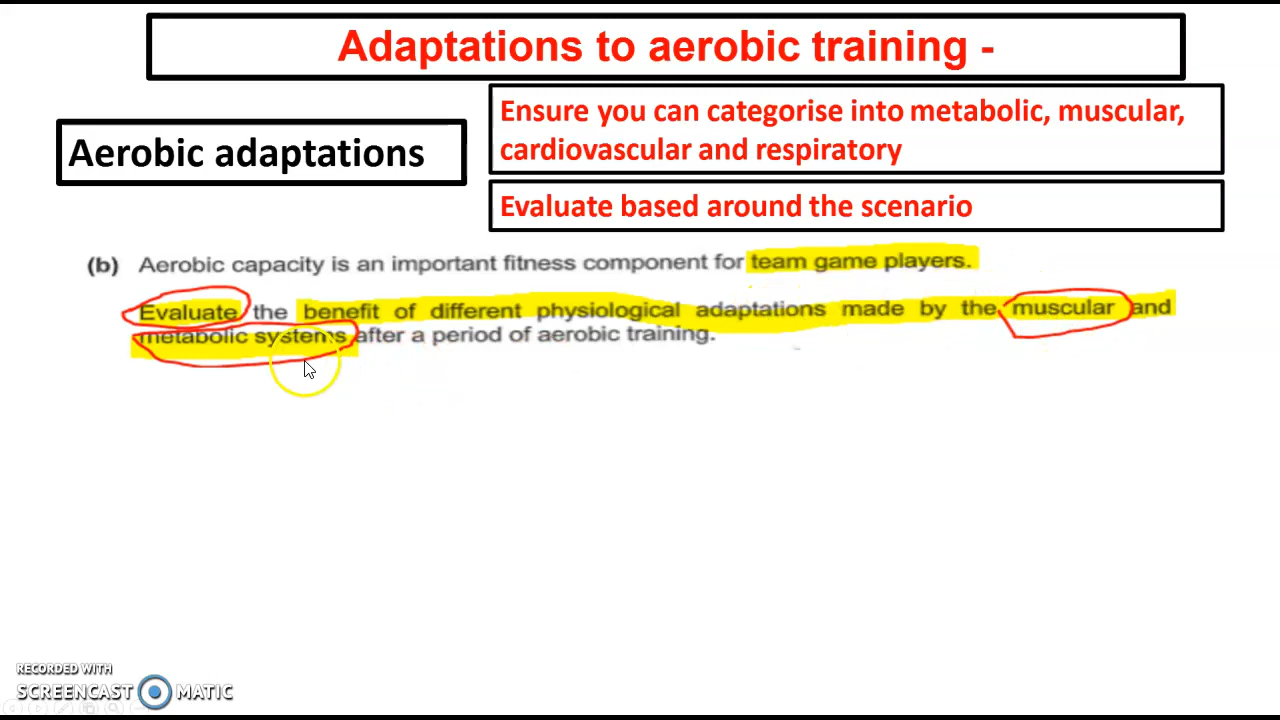 Adaptations to aerobic training -
Aerobic adaptations
Ensure you can categorise into metabolic, muscular,
cardiovascular and respiratory
Evaluate based around the scenario
(b) Aerobic capacity is an important fitness component for team game players.
Evaluate the benefit of different physiological adaptations made by the muscular and
metabolic systems after a period of aerobic training.
RECORDED WITH
SCREENCAST MATIC